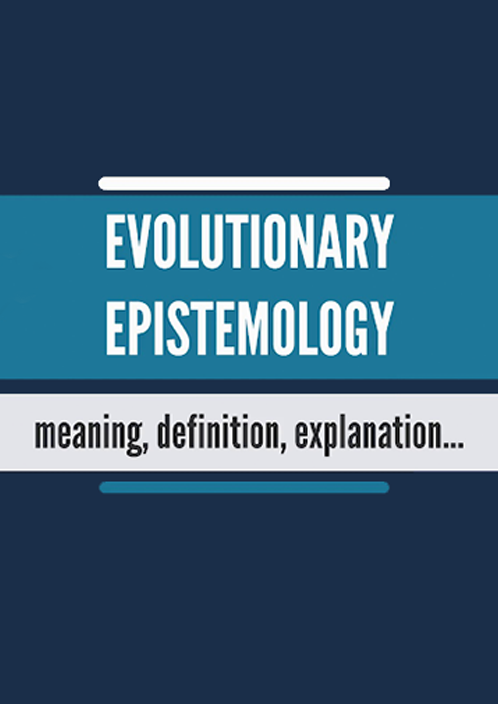 EVOLUTIONARY
EPISTEMOLOGY
meaning, definition, explanation...